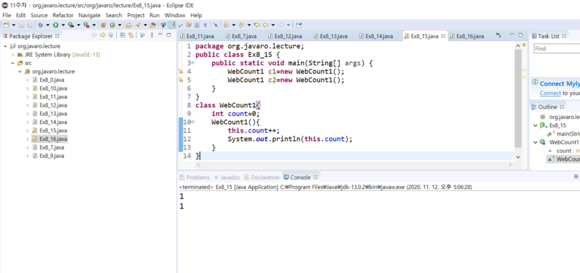 11주차 - org.javaro.lecture/src/org/javaro/lecture/Ex8_15.java - Eclipse IDE
File Edit Source Refactor Navigate Search Project Run Window Help
Package Explorer
org.javaro.lecture
JRE System Library [JavaSE-13]
src
org.javaro.lecture
Ex8_0.java
Ex8_10.java
Ex8_11.java
Ex8_12.java
Ex8_13.java
Ex8_14.java
Ex8_15.java
Ex8_16.java
Ex8_7.java
Ex8_9.java
Ex8_11.java
Ex8_7.java
Ex8_12.java
Ex8_13.java
Ex8_14.java
Ex8_15.java
Ex8_16.java
package org.javaro.lecture;
2 public class Ex8_15 {
3 public static void main(String[] args) {
4 WebCount1 c1=new WebCount1();
5 WebCount1 c2=new WebCount1();
6 }
7 }
8 class WebCount1{
9 int count=0;
10 WebCount1(){
11 this.count++;
12 System.out.println(this.count);
13 }
14 }
Problems Javadoc Declaration Console
<terminated> Ex8_15 [Java Application] C:#Program Files#Java#jdk-13.0.2#bin#javaw.exe (2020. 11. 12. 오후 5:06:28)
1
1
Task List
Find
Connect Myly
Connect to your
Outline
org.javaro.le
Ex8_15
main(Stri
WebCount1
count : in
WebCoun